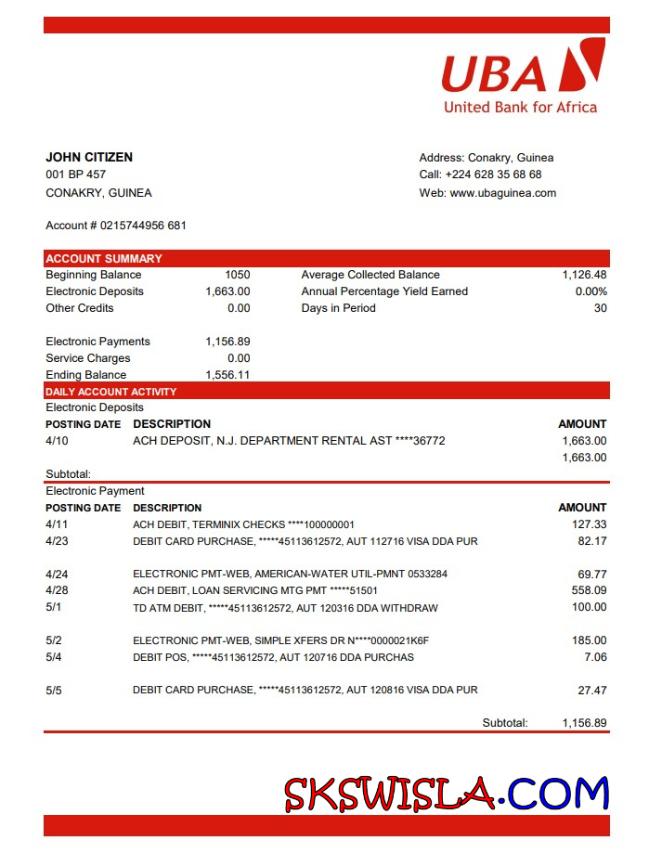 UBA
United Bank for Africa
JOHN CITIZEN
001 BP 457
CONAKRY, GUINEA
Address: Conakry, Guinea
Call: +224 628 35 68 68
Web: www.ubaguinea.com
Account # 0215744956 681
ACCOUNT SUMMARY
Beginning Balance 1050 Average Collected Balance 1,126.48
Electronic Deposits 1,663.00 Annual Percentage Yield Earned 0.00%
Other Credits 0.00 Days in Period 30
Electronic Payments 1,156.89
Service Charges 0.00
Ending Balance 1,556.11
DAILY ACCOUNT ACTIVITY
Electronic Deposits
POSTING DATE DESCRIPTION AMOUNT
4/10 ACH DEPOSIT, N.J. DEPARTMENT RENTAL AST ****36772 1,663.00
1,663.00
Subtotal:
Electronic Payment
POSTING DATE DESCRIPTION AMOUNT
4/11 ACH DEBIT, TERMINIX CHECKS ****100000001 127.33
4/23 DEBIT CARD PURCHASE, *****45113612572, AUT 112716 VISA DDA PUR 82.17
4/24 ELECTRONIC PMT-WEB, AMERICAN-WATER UTIL-PMNT 0533284 69.77
4/28 ACH DEBIT, LOAN SERVICING MTG PMT *****51501 558.09
5/1 TD ATM DEBIT, *****45113612572, AUT 120316 DDA WITHDRAW 100.00
5/2 ELECTRONIC PMT-WEB, SIMPLE XFERS DR N****0000021K6F 185.00
5/4 DEBIT POS, *****45113612572, AUT 120716 DDA PURCHAS 7.06
5/5 DEBIT CARD PURCHASE, *****45113612572, AUT 120816 VISA DDA PUR 27.47
Subtotal: 1,156.89
SKSWISLA.COM